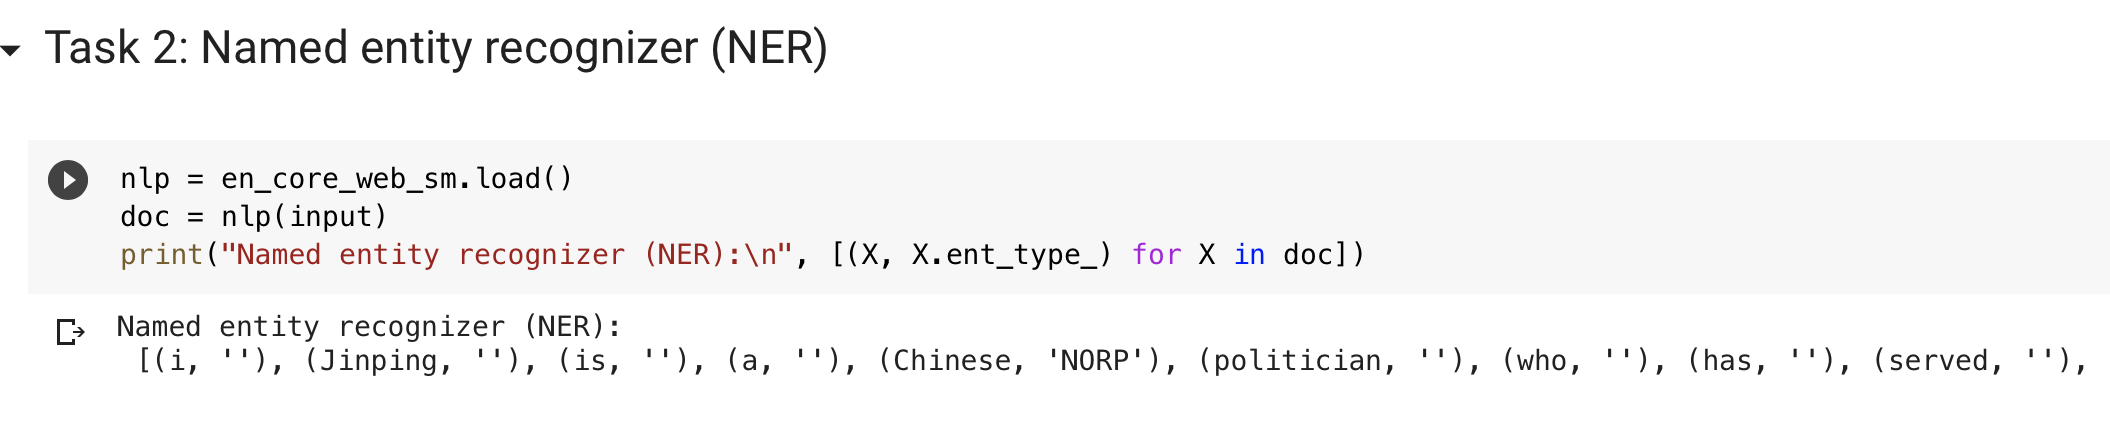 Task 2: Named entity recognizer (NER)
nlp = en_core_web_sm.load()
doc = nlp(input)
print("Named entity recognizer (NER):\n", [(X, X.ent_type_) for X in doc])
Named entity recognizer (NER):
[(i, ''), (Jinping, ''), (is, ''), (a, ''), (Chinese, 'NORP'), (politician, ''), (who, ''), (has, ''), (served, ''),